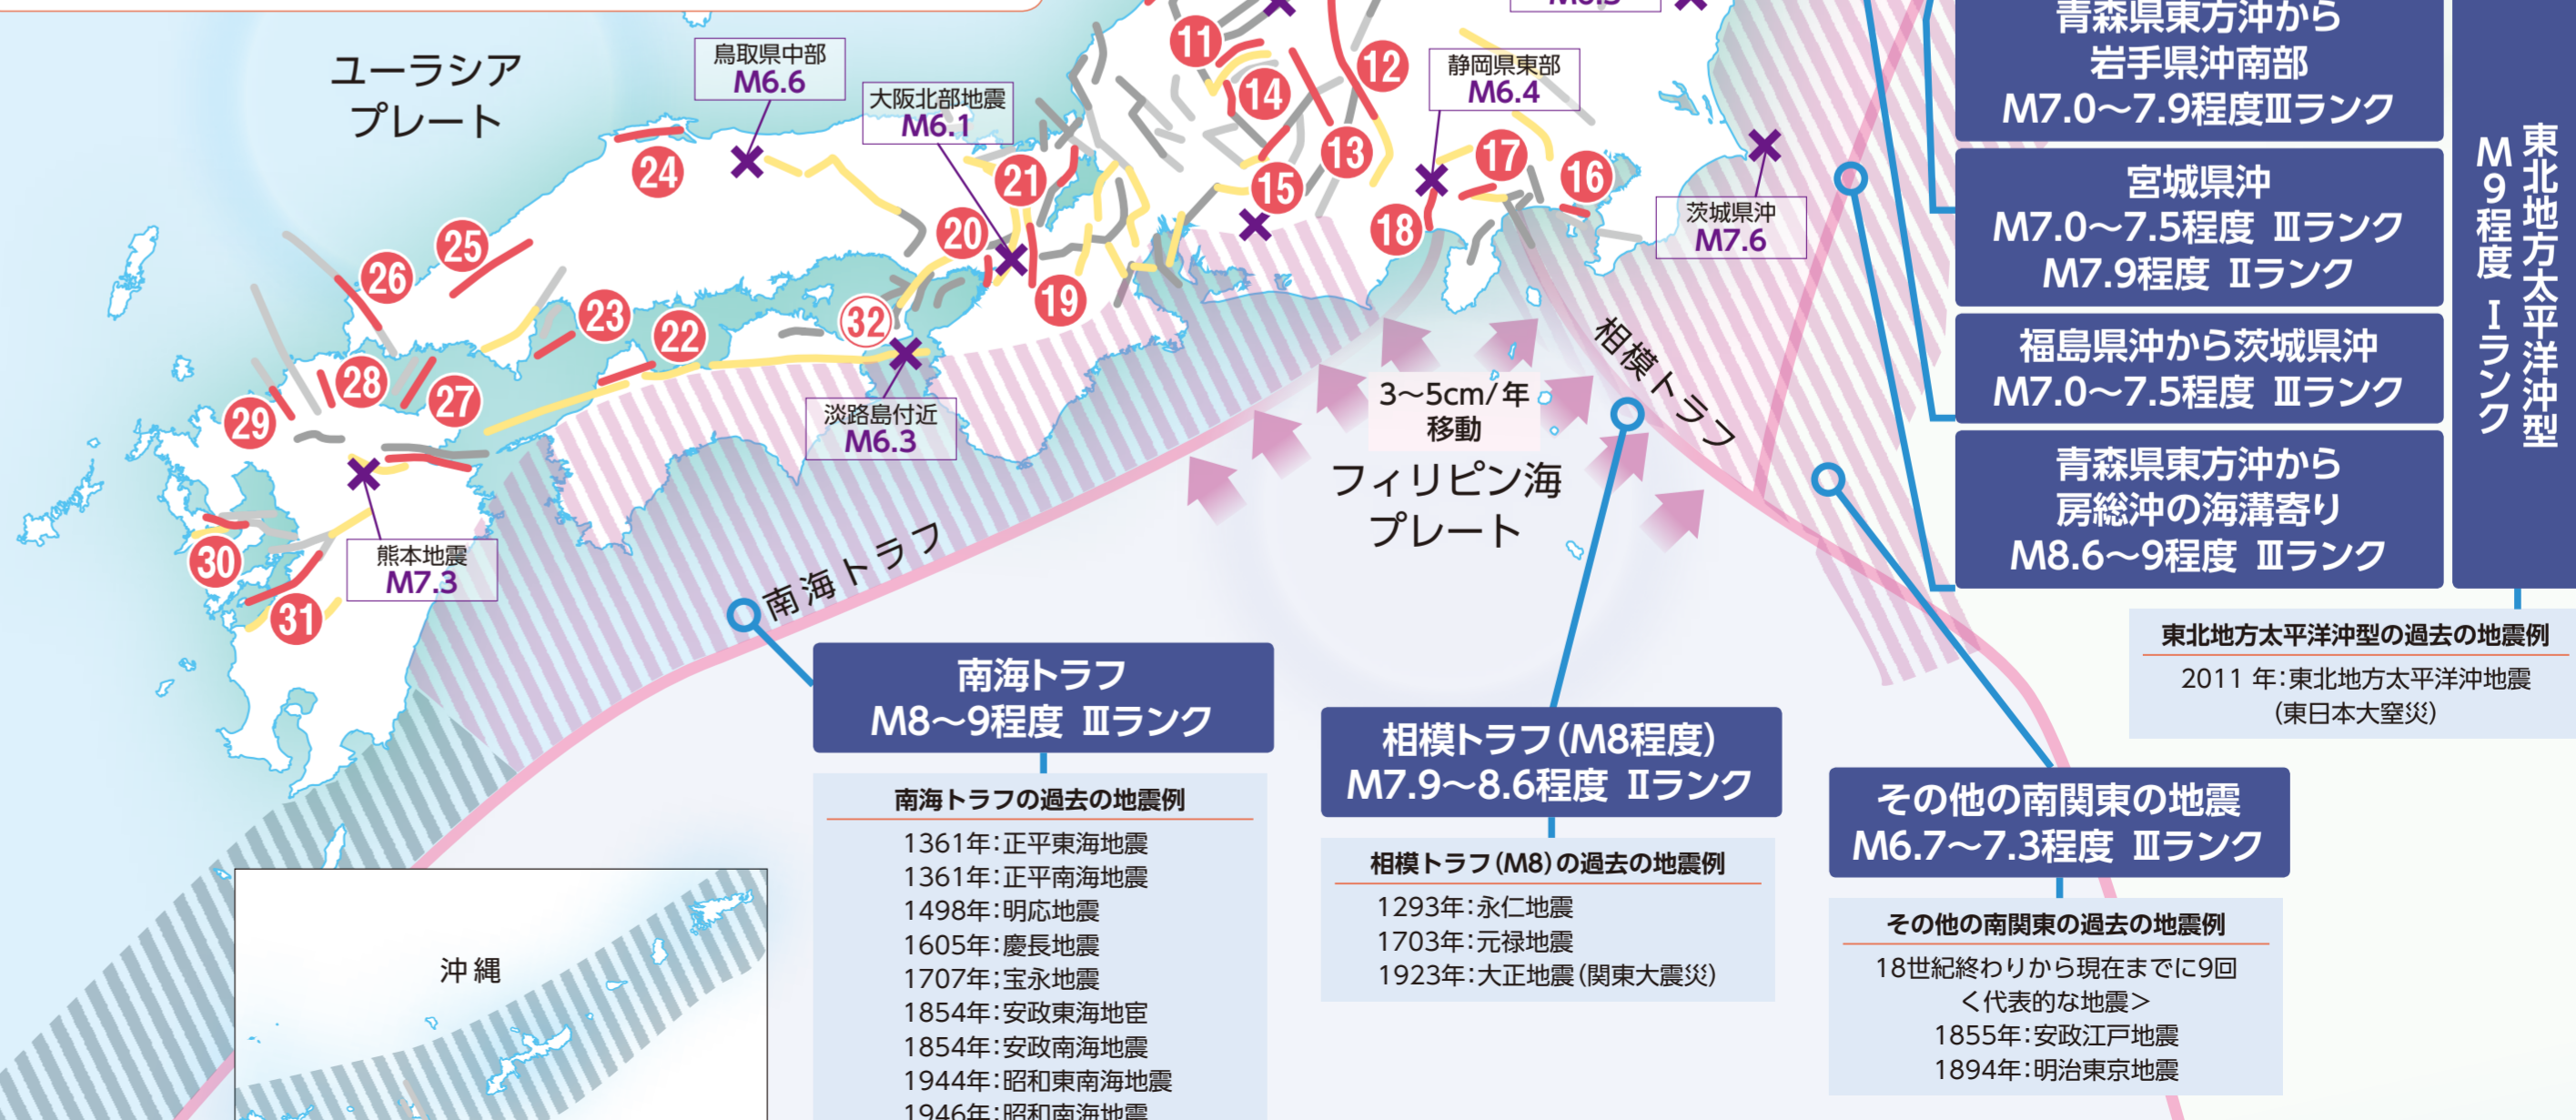 ユーラシア
プレート
鳥取県中部
M6.6
大阪北部地震
M6.1
静岡県東部
M6.4
茨城県沖
M7.6
淡路島付近
M6.3
熊本地震
M7.3
11
12
13
14
15
16
17
18
19
20
21
22
23
24
25
26
27
28
29
30
31
32
3〜5cm/年
移動
フィリピン海
プレート
相模トラフ
南海トラフ
青森県東方沖から
岩手県沖南部
M7.0〜7.9程度Ⅲランク
宮城県沖
M7.0〜7.5程度 Ⅲランク
M7.9程度 Ⅱランク
福島県沖から茨城県沖
M7.0〜7.5程度 Ⅲランク
青森県東方沖から
房総沖の海溝寄り
M8.6〜9程度 Ⅲランク
東北地方太平洋沖型
M9程度 Ⅰランク
東北地方太平洋沖型の過去の地震例
2011 年:東北地方太平洋沖地震
(東日本大窒災)
南海トラフ
M8〜9程度 Ⅲランク
南海トラフの過去の地震例
1361年:正平東海地震
1361年:正平南海地震
1498年:明応地震
1605年:慶長地震
1707年;宝永地震
1854年:安政東海地宦
1854年:安政南海地震
1944年:昭和東南海地震
1946年:昭和南海地震
相模トラフ(M8程度)
M7.9〜8.6程度 Ⅱランク
相模トラフ(M8)の過去の地震例
1293年:永仁地震
1703年:元禄地震
1923年:大正地震(関東大震災)
その他の南関東の地震
M6.7〜7.3程度 Ⅲランク
その他の南関東の過去の地震例
18世紀終わりから現在までに9回
<代表的な地震>
1855年:安政江戸地震
1894年:明治東京地震
沖縄